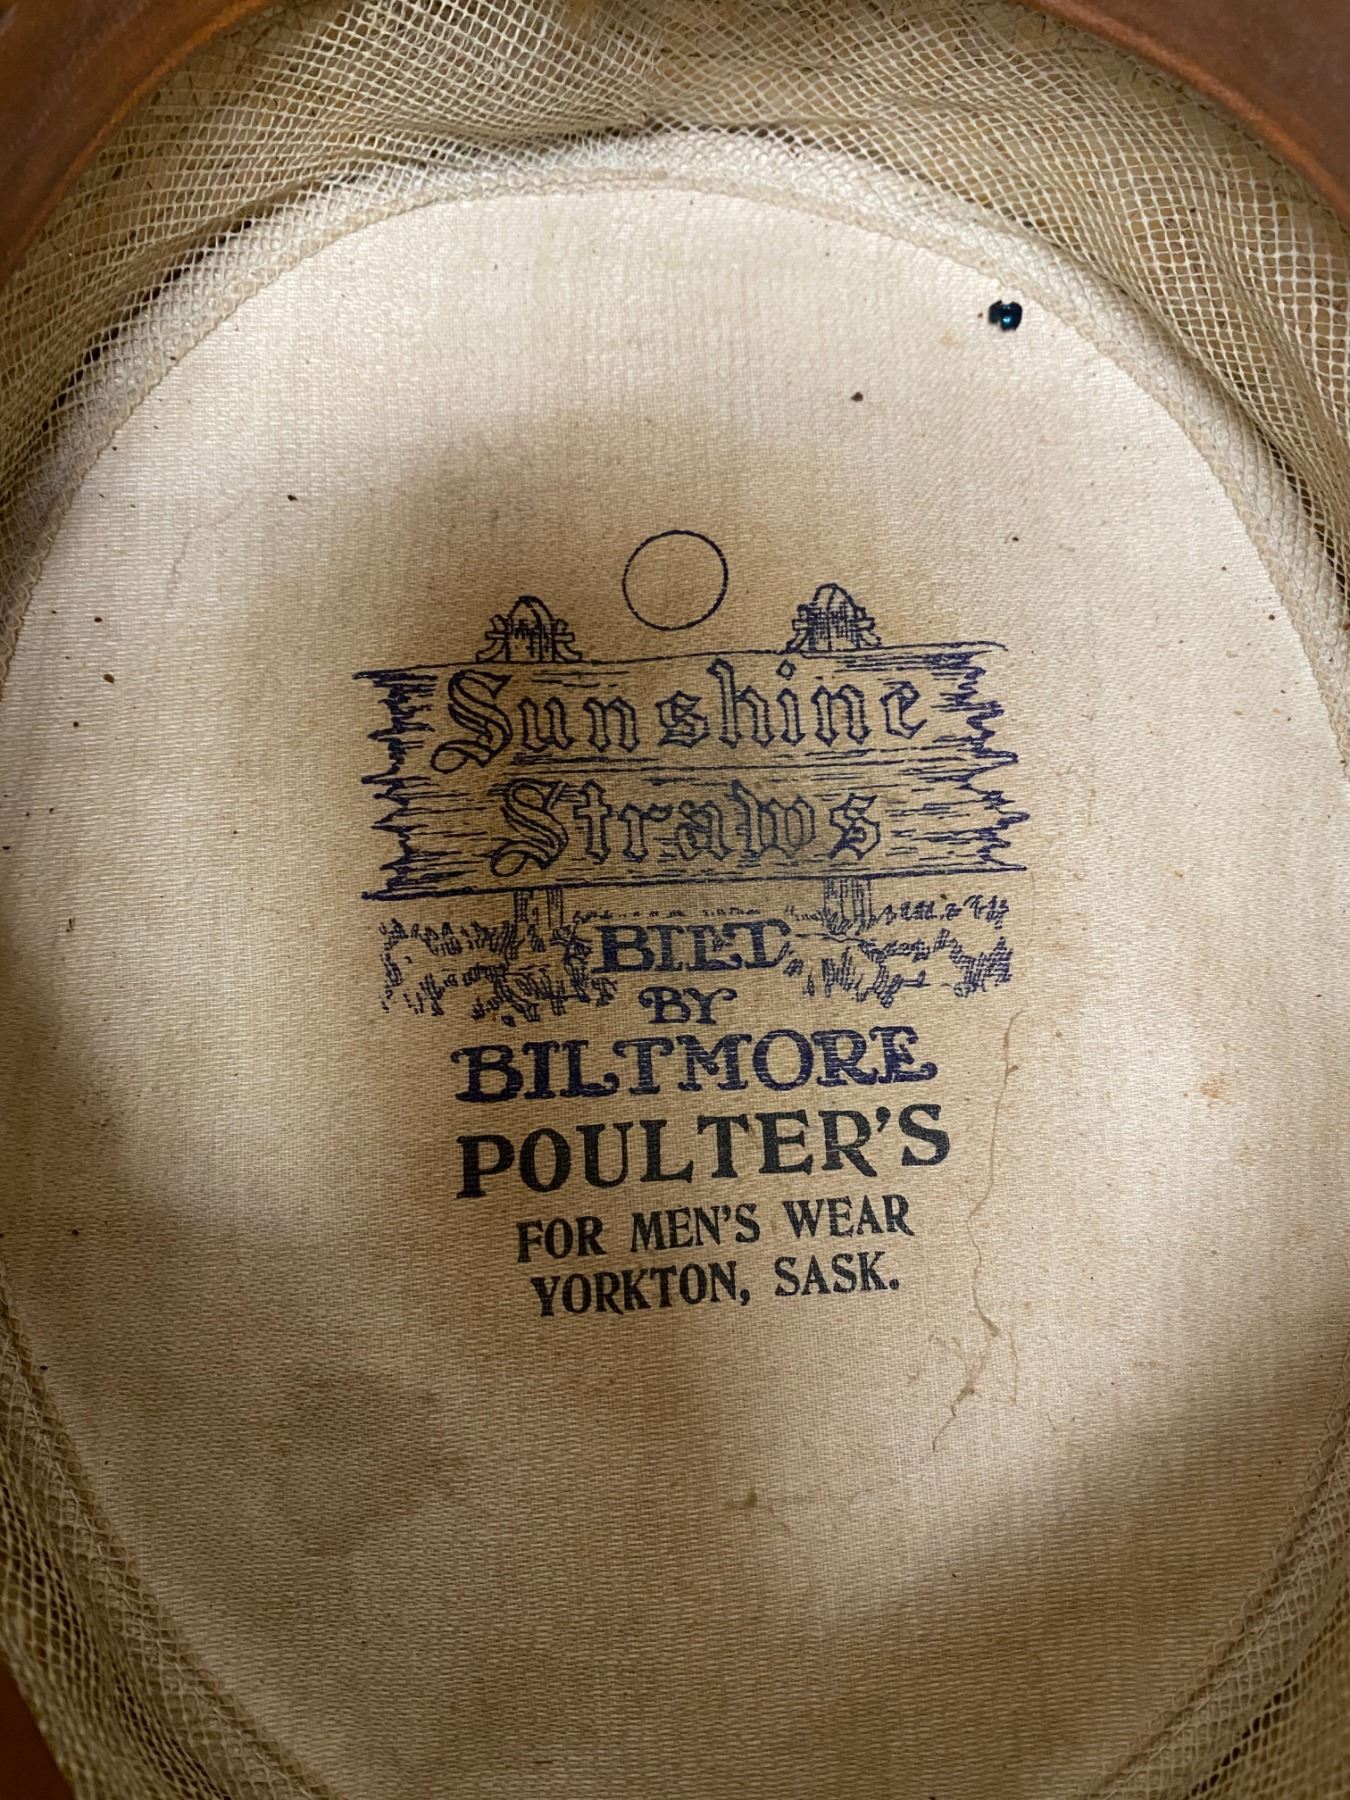 Sunshine
Straws
BILT
BY
BILTMORE
POULTER'S
FOR MEN'S WEAR
YORKTON, SASK.